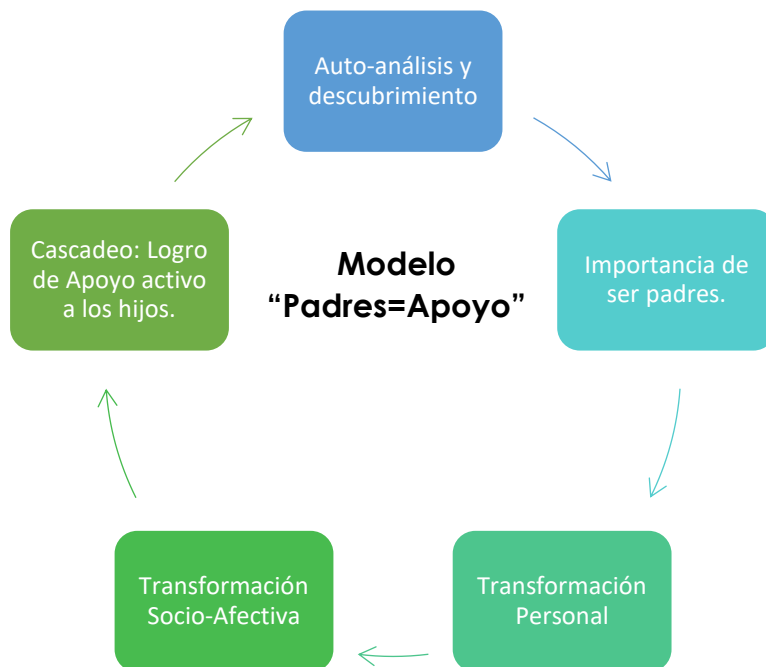 Auto-análisis y
descubrimiento
Importancia de
ser padres.
Transformación
Personal
Transformación
Socio-Afectiva
Cascadeo: Logro
de Apoyo activo
a los hijos.
Modelo
“Padres=Apoyo”